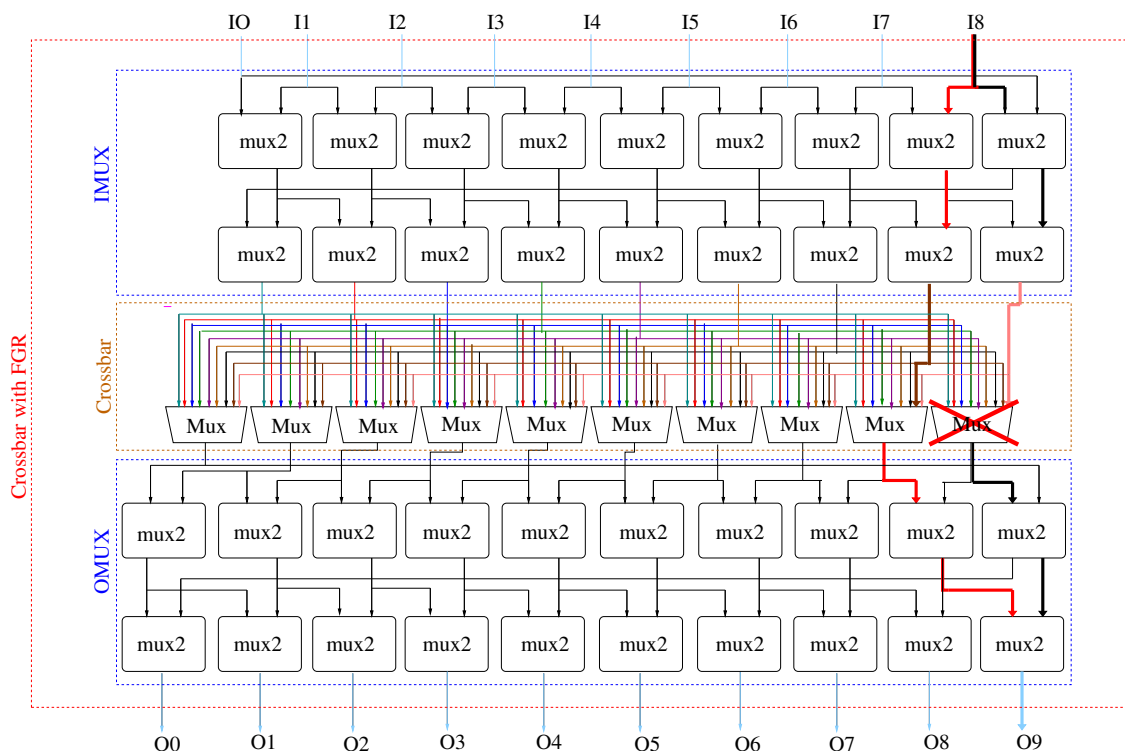 IO I1 I2 I3 I4 I5 I6 I7 I8
mux2 mux2 mux2 mux2 mux2 mux2 mux2 mux2 mux2
IMUX
mux2 mux2 mux2 mux2 mux2 mux2 mux2 mux2 mux2
Crossbar with FGR
Crossbar
Mux Mux Mux Mux Mux Mux Mux Mux Mux Mux
mux2 mux2 mux2 mux2 mux2 mux2 mux2 mux2 mux2 mux2
OMUX
mux2 mux2 mux2 mux2 mux2 mux2 mux2 mux2 mux2 mux2
O0 O1 O2 O3 O4 O5 O6 O7 O8 O9